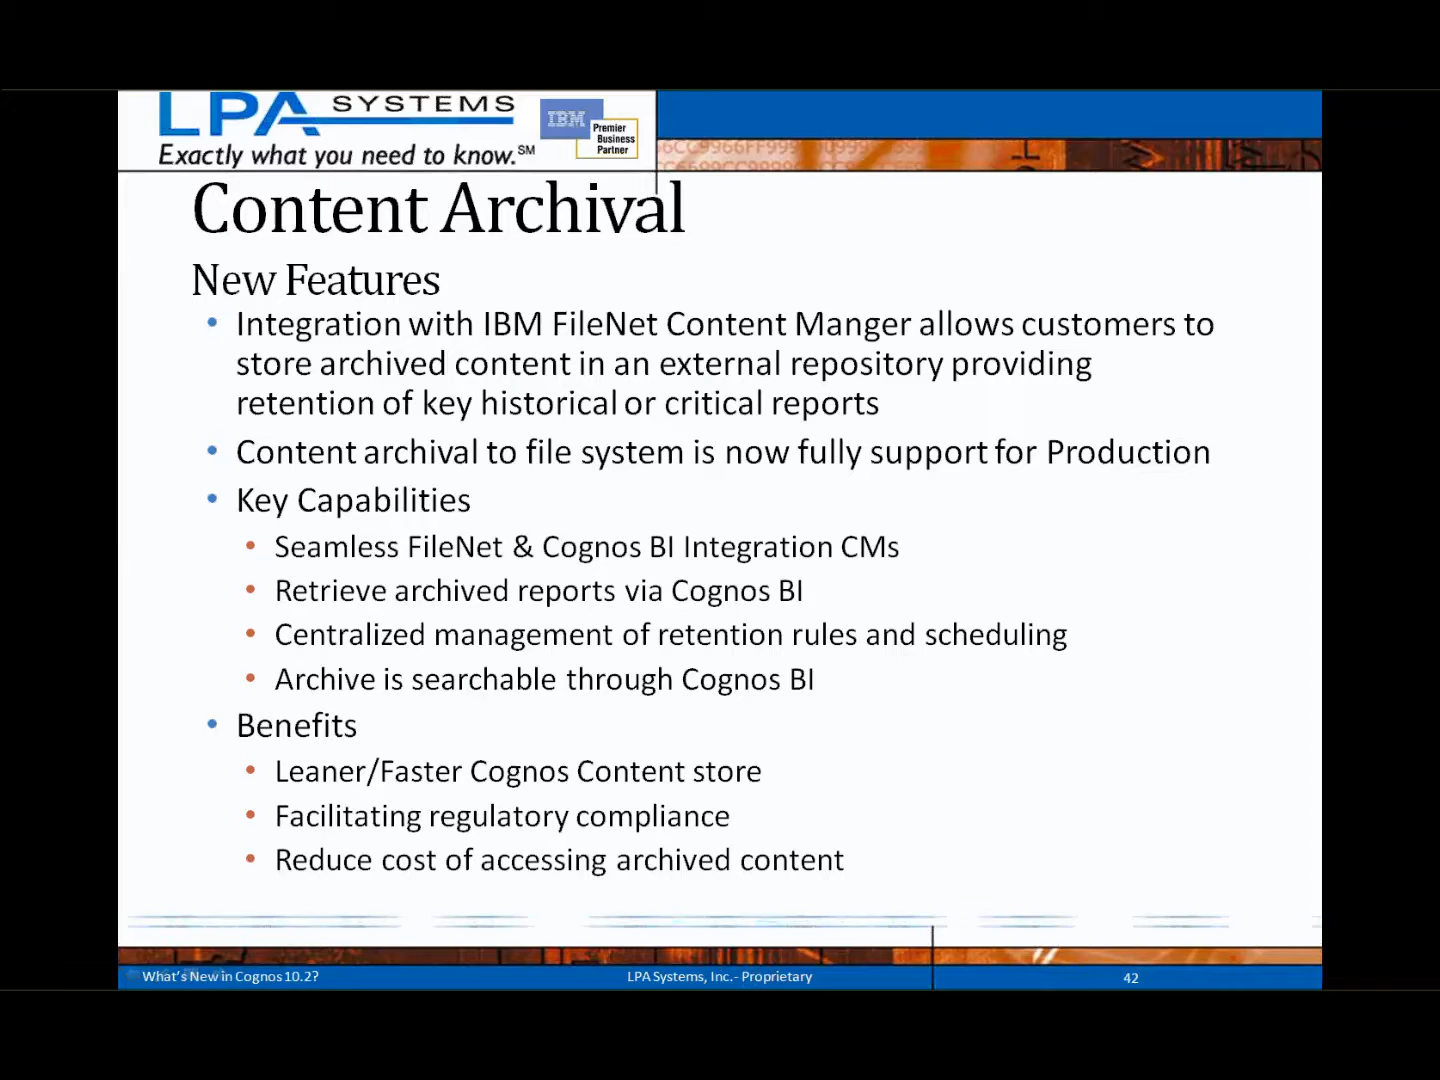 LPA SYSTEMS
Exactly what you need to know.SM
IBM
Premier
Business
Partner
Content Archival
New Features
• Integration with IBM FileNet Content Manger allows customers to
store archived content in an external repository providing
retention of key historical or critical reports
• Content archival to file system is now fully support for Production
• Key Capabilities
• Seamless FileNet & Cognos BI Integration CMs
• Retrieve archived reports via Cognos BI
• Centralized management of retention rules and scheduling
• Archive is searchable through Cognos BI
• Benefits
• Leaner/Faster Cognos Content store
• Facilitating regulatory compliance
• Reduce cost of accessing archived content
What's New in Cognos 10.2?
LPA Systems, Inc.- Proprietary
42